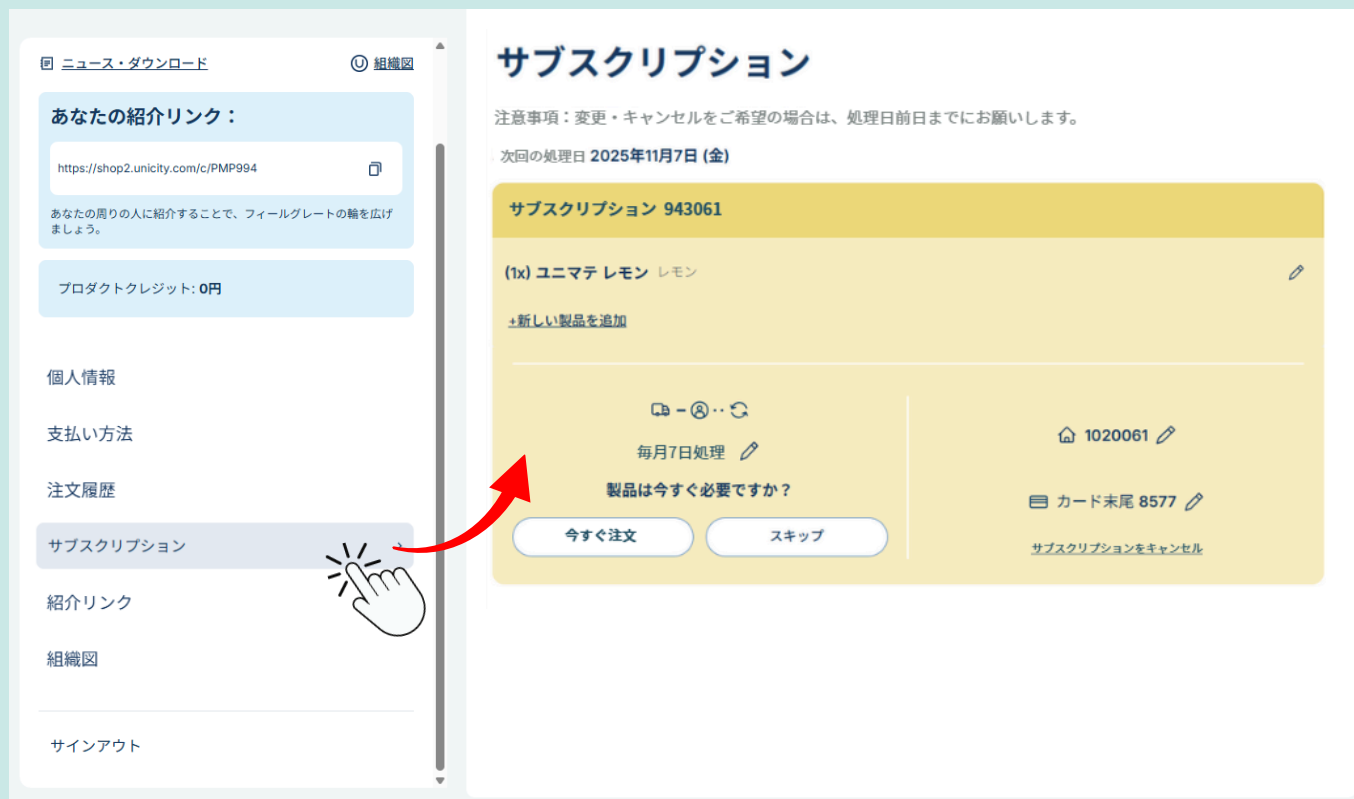 ニュース・ダウンロード
組織図
あなたの紹介リンク：
https://shop2.unicity.com/c/PMP994
あなたの周りの人に紹介することで、フィールグレートの輪を広げ
ましょう。
プロダクトクレジット: 0円
個人情報
支払い方法
注文履歴
サブスクリプション
紹介リンク
組織図
サインアウト
サブスクリプション
注意事項：変更・キャンセルをご希望の場合は、処理日前日までにお願いします。
次回の処理日 2025年11月7日 (金)
サブスクリプション 943061
(1x) ユニマテ レモン レモン
+新しい製品を追加
毎月7日処理
製品は今すぐ必要ですか？
今すぐ注文
スキップ
1020061
カード末尾 8577
サブスクリプションをキャンセル